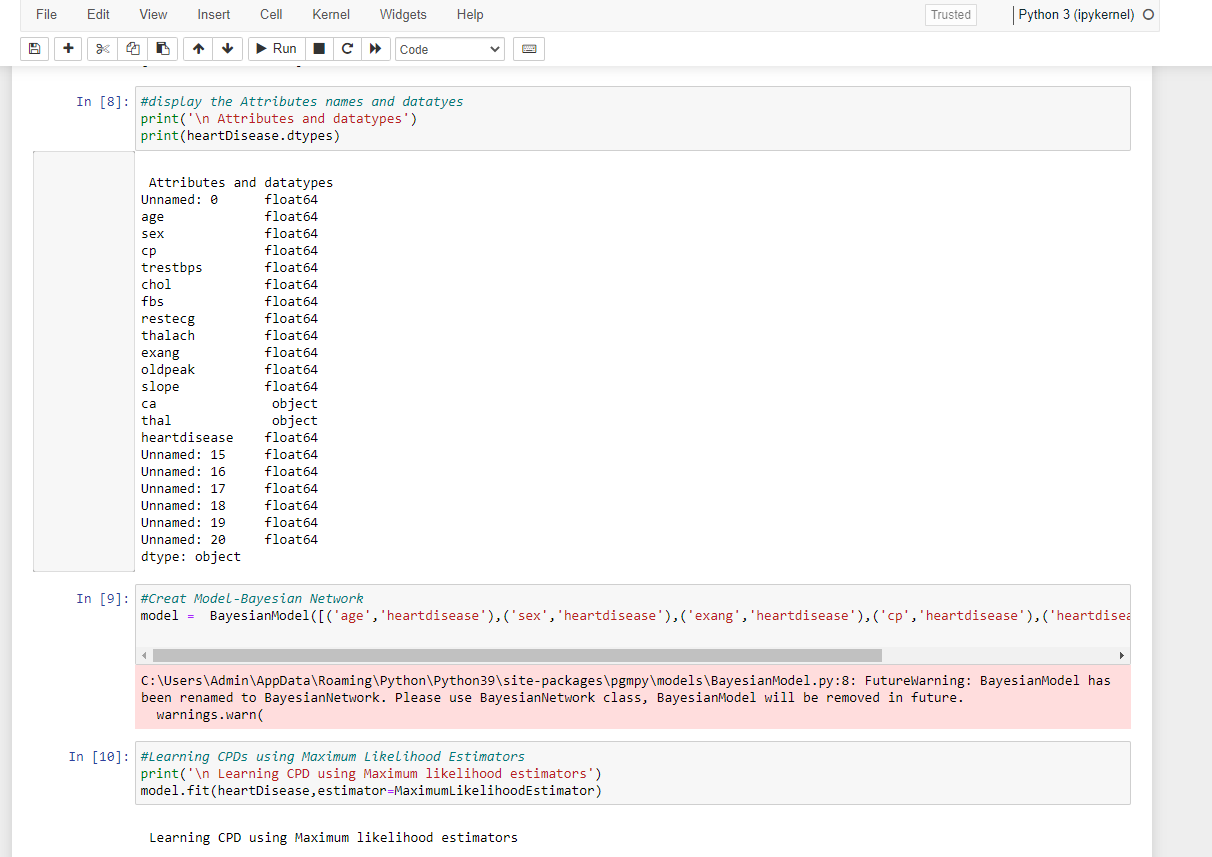 File Edit View Insert Cell Kernel Widgets Help Trusted Python 3 (ipykernel)
Run Code
In [8]: #display the Attributes names and datatyes
print('\n Attributes and datatypes')
print(heartDisease.dtypes)
Attributes and datatypes
Unnamed: 0 float64
age float64
sex float64
cp float64
trestbps float64
chol float64
fbs float64
restecg float64
thalach float64
exang float64
oldpeak float64
slope float64
ca object
thal object
heartdisease float64
Unnamed: 15 float64
Unnamed: 16 float64
Unnamed: 17 float64
Unnamed: 18 float64
Unnamed: 19 float64
Unnamed: 20 float64
dtype: object
In [9]: #Creat Model-Bayesian Network
model = BayesianModel([('age','heartdisease'),('sex','heartdisease'),('exang','heartdisease'),('cp','heartdisease'),('heartdisea
C:\Users\Admin\AppData\Roaming\Python\Python39\site-packages\pgmpy\models\BayesianModel.py:8: FutureWarning: BayesianModel has
been renamed to BayesianNetwork. Please use BayesianNetwork class, BayesianModel will be removed in future.
warnings.warn(
In [10]: #Learning CPDs using Maximum Likelihood Estimators
print('\n Learning CPD using Maximum likelihood estimators')
model.fit(heartDisease,estimator=MaximumLikelihoodEstimator)
Learning CPD using Maximum likelihood estimators